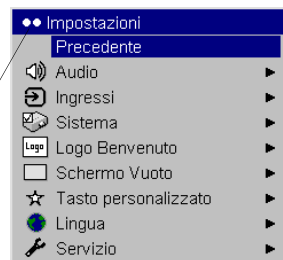 Impostazioni
Precedente
Audio
Ingressi
Sistema
Logo Logo Benvenuto
Schermo Vuoto
Tasto personalizzato
Lingua
Servizio